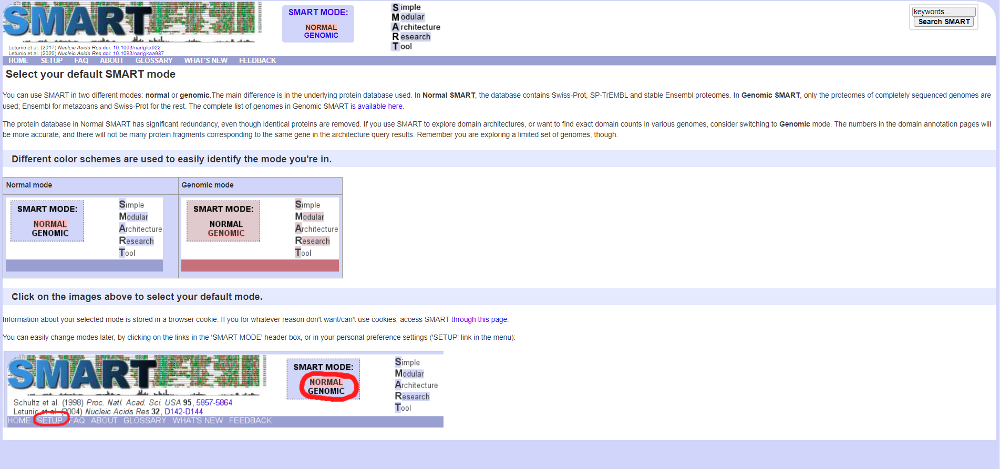 SMART
SMART MODE:
NORMAL
GENOMIC
Simple
Modular
Architecture
Research
Tool
keywords...
Search SMART
Letunic et al. (2017) Nucleic Acids Res doi: 10.1093/nar/gkx922
Letunic et al. (2020) Nucleic Acids Res doi: 10.1093/nar/gkaa937
HOME SETUP FAQ ABOUT GLOSSARY WHAT'S NEW FEEDBACK
Select your default SMART mode
You can use SMART in two different modes: normal or genomic.The main difference is in the underlying protein database used. In Normal SMART, the database contains Swiss-Prot, SP-TrEMBL and stable Ensembl proteomes. In Genomic SMART, only the proteomes of completely sequenced genomes are
used; Ensembl for metazoans and Swiss-Prot for the rest. The complete list of genomes in Genomic SMART is available here.
The protein database in Normal SMART has significant redundancy, even though identical proteins are removed. If you use SMART to explore domain architectures, or want to find exact domain counts in various genomes, consider switching to Genomic mode. The numbers in the domain annotation pages will
be more accurate, and there will not be many protein fragments corresponding to the same gene in the architecture query results. Remember you are exploring a limited set of genomes, though.
Different color schemes are used to easily identify the mode you're in.
Normal mode
Genomic mode
SMART MODE:
NORMAL
GENOMIC
Simple
Modular
Architecture
Research
Tool
SMART MODE:
NORMAL
GENOMIC
Simple
Modular
Architecture
Research
Tool
Click on the images above to select your default mode.
Information about your selected mode is stored in a browser cookie. If you for whatever reason don't want/can't use cookies, access SMART through this page.
You can easily change modes later, by clicking on the links in the 'SMART MODE' header box, or in your personal preference settings ('SETUP' link in the menu):
SMART
SMART MODE:
NORMAL
GENOMIC
Simple
Modular
Architecture
Research
Tool
Schultz et al. (1998) Proc. Natl. Acad. Sci. USA 95, 5857-5864
Letunic et al. (2004) Nucleic Acids Res 32, D142-D144
HOME SETUP FAQ ABOUT GLOSSARY WHAT'S NEW FEEDBACK